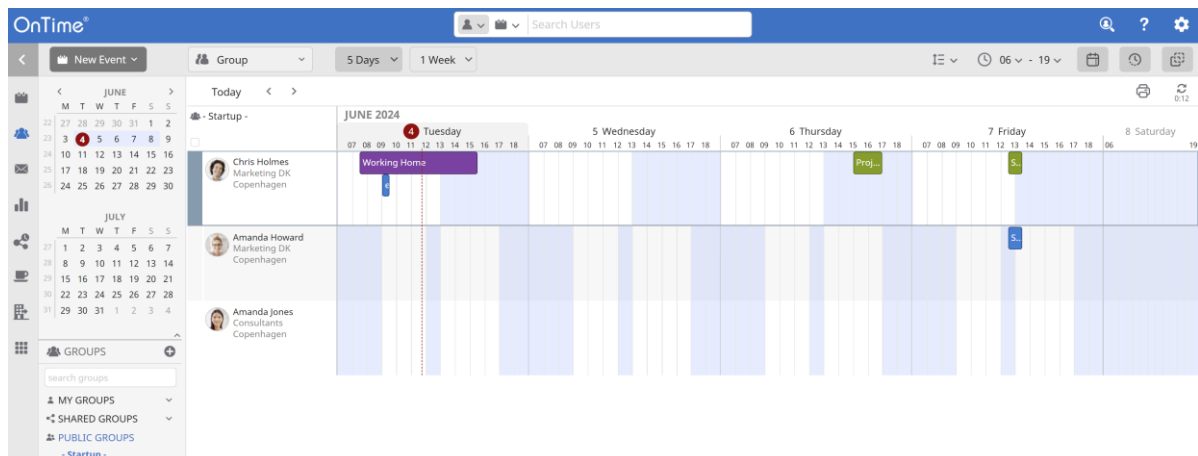 OnTime®
Search Users
New Event
Group
5 Days
1 Week
06 - 19
JUNE
M T W T F S S
22 27 28 29 30 31 1 2
23 3 4 5 6 7 8 9
24 10 11 12 13 14 15 16
25 17 18 19 20 21 22 23
26 24 25 26 27 28 29 30
JULY
M T W T F S S
27 1 2 3 4 5 6 7
28 8 9 10 11 12 13 14
29 15 16 17 18 19 20 21
30 22 23 24 25 26 27 28
31 29 30 31 1 2 3 4
GROUPS
search groups
MY GROUPS
SHARED GROUPS
PUBLIC GROUPS
- Startup -
Today
0:12
- Startup -
JUNE 2024
4 Tuesday
5 Wednesday
6 Thursday
7 Friday
8 Saturday
07 08 09 10 11 12 13 14 15 16 17 18
07 08 09 10 11 12 13 14 15 16 17 18
07 08 09 10 11 12 13 14 15 16 17 18
07 08 09 10 11 12 13 14 15 16 17 18
06 19
Chris Holmes
Marketing DK
Copenhagen
Working Home
e
Proj...
S..
Amanda Howard
Marketing DK
Copenhagen
S..
Amanda Jones
Consultants
Copenhagen